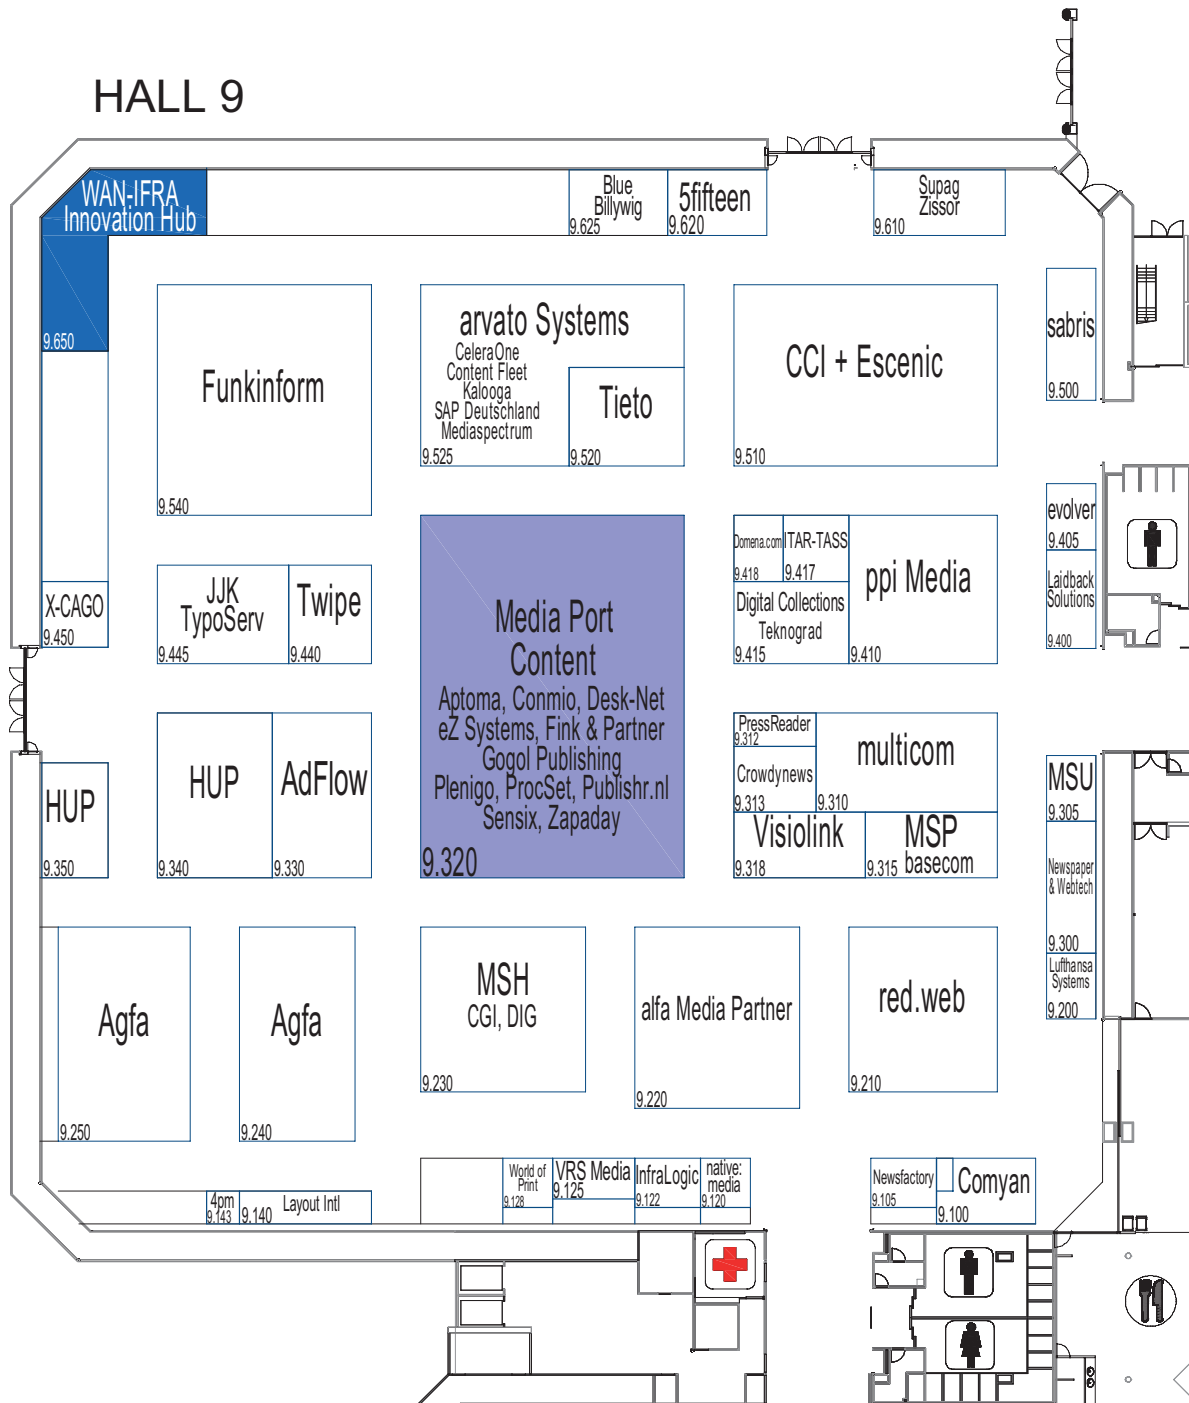 HALL 9
WAN-IFRA
Innovation Hub
9.650
Blue
Billywig
9.625
5fifteen
9.620
Supag
Zissor
9.610
sabris
9.500
Funkinform
9.540
arvato Systems
CeleraOne
Content Fleet
Kalooga
SAP Deutschland
Mediaspectrum
9.525
Tieto
9.520
CCI + Escenic
9.510
evolver
9.405
Laidback
Solutions
9.400
X-CAGO
9.450
JJK
TypoServ
9.445
Twipe
9.440
Media Port
Content
Aptoma, Conmio, Desk-Net
eZ Systems, Fink & Partner
Gogol Publishing
Plenigo, ProcSet, Publishr.nl
Sensix, Zapaday
9.320
Domena.com
9.418
ITAR-TASS
9.417
Digital Collections
Teknograd
9.415
ppi Media
9.410
HUP
9.350
HUP
9.340
AdFlow
9.330
PressReader
9.312
Crowdynews
9.313
multicom
9.310
Visiolink
9.318
MSP
9.315 basecom
MSU
9.305
Newspaper
& Webtech
9.300
Lufthansa
Systems
9.200
Agfa
9.250
Agfa
9.240
MSH
CGI, DIG
9.230
alfa Media Partner
9.220
red.web
9.210
4pm
9.143
Layout Intl
9.140
World of
Print
9.128
VRS Media
9.125
InfraLogic
9.122
native:
media
9.120
Newsfactory
9.105
Comyan
9.100